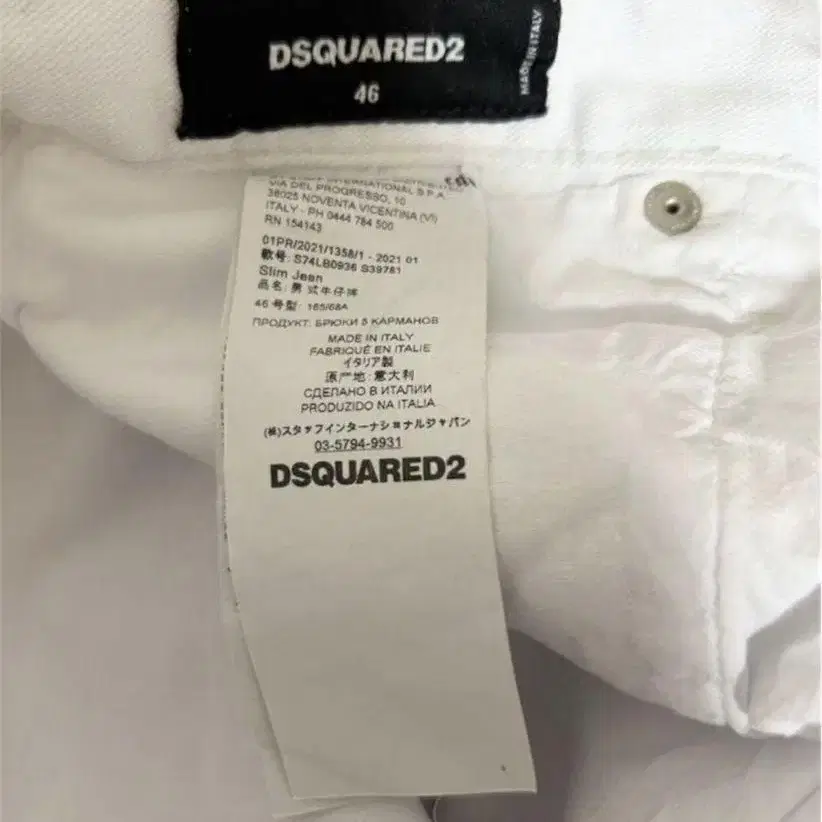 DSQUARED2
46
MADE IN ITALY
INTERNATIONAL S.P.A.
VIA DEL PROGRESSO, 10
36025 NOVENTA VICENTINA (VI)
ITALY - PH 0444 784 500
RN 154143
01PR/2021/1358/1 - 2021 01
款号: S74LB0936 S39781
Slim Jean
品名: 男式牛仔裤
46 号型: 165/68A
ПРОДУКТ: БРЮКИ 5 КАРМАНОВ
MADE IN ITALY
FABRIQUÉ EN ITALIE
イタリア製
原产地: 意大利
СДЕЛАНО В ИТАЛИИ
PRODUZIDO NA ITALIA
(株)スタッフインターナショナルジャパン
03-5794-9931
DSQUARED2